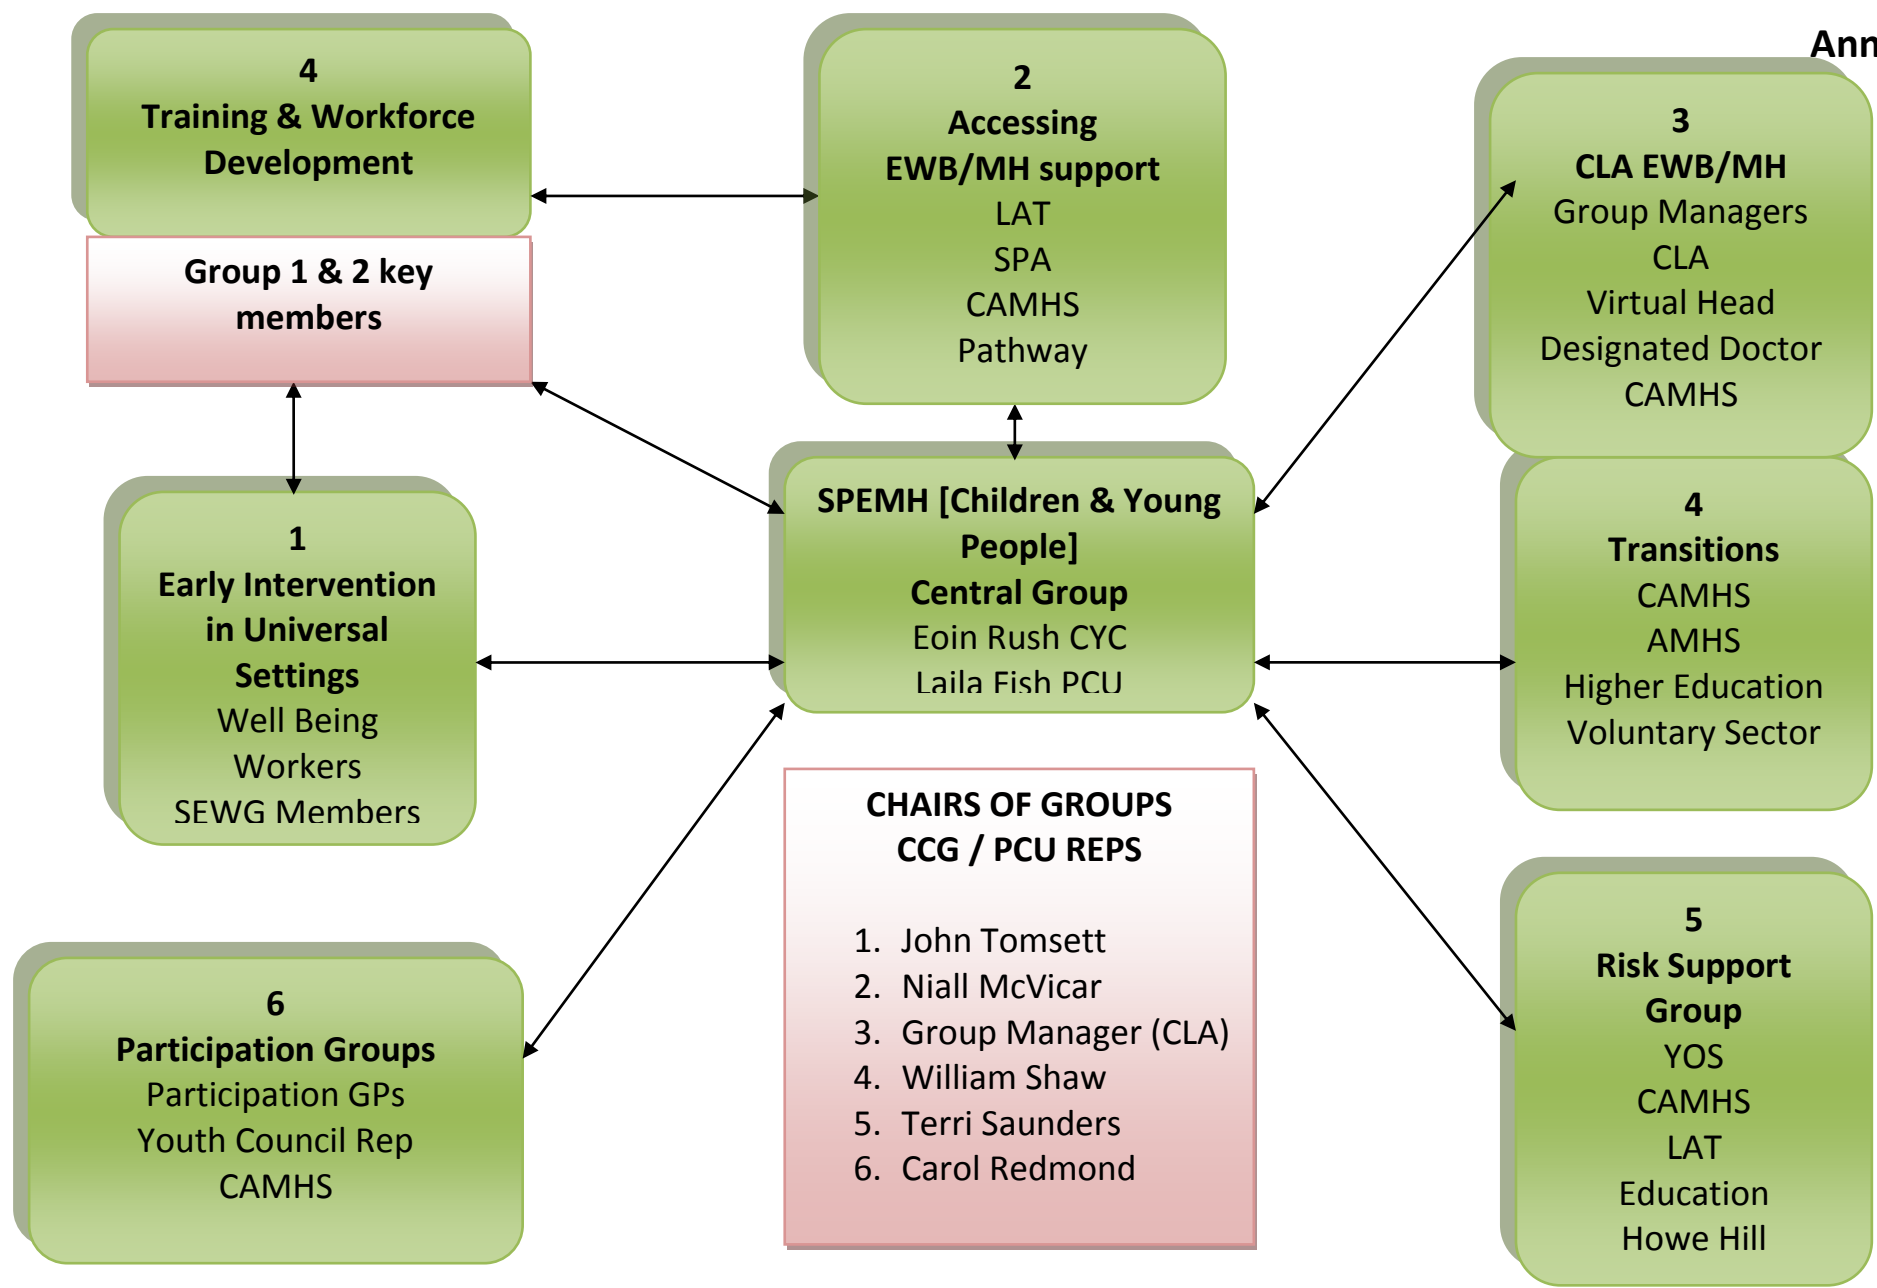 Ann
4
Training & Workforce
Development
Group 1 & 2 key
members
2
Accessing
EWB/MH support
LAT
SPA
CAMHS
Pathway
3
CLA EWB/MH
Group Managers
CLA
Virtual Head
Designated Doctor
CAMHS
1
Early Intervention
in Universal
Settings
Well Being
Workers
SEWG Members
SPEMH [Children & Young
People]
Central Group
Eoin Rush CYC
Laila Fish PCU
4
Transitions
CAMHS
AMHS
Higher Education
Voluntary Sector
6
Participation Groups
Participation GPs
Youth Council Rep
CAMHS
CHAIRS OF GROUPS
CCG / PCU REPS
1. John Tomsett
2. Niall McVicar
3. Group Manager (CLA)
4. William Shaw
5. Terri Saunders
6. Carol Redmond
5
Risk Support
Group
YOS
CAMHS
LAT
Education
Howe Hill